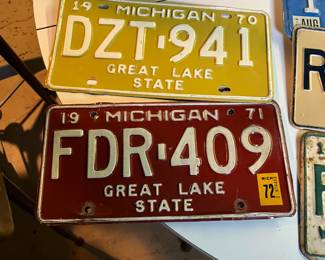 19 MICHIGAN 70
DZT-941
GREAT LAKE
STATE
19 MICHIGAN 71
FDR-409
GREAT LAKE
STATE
72
R